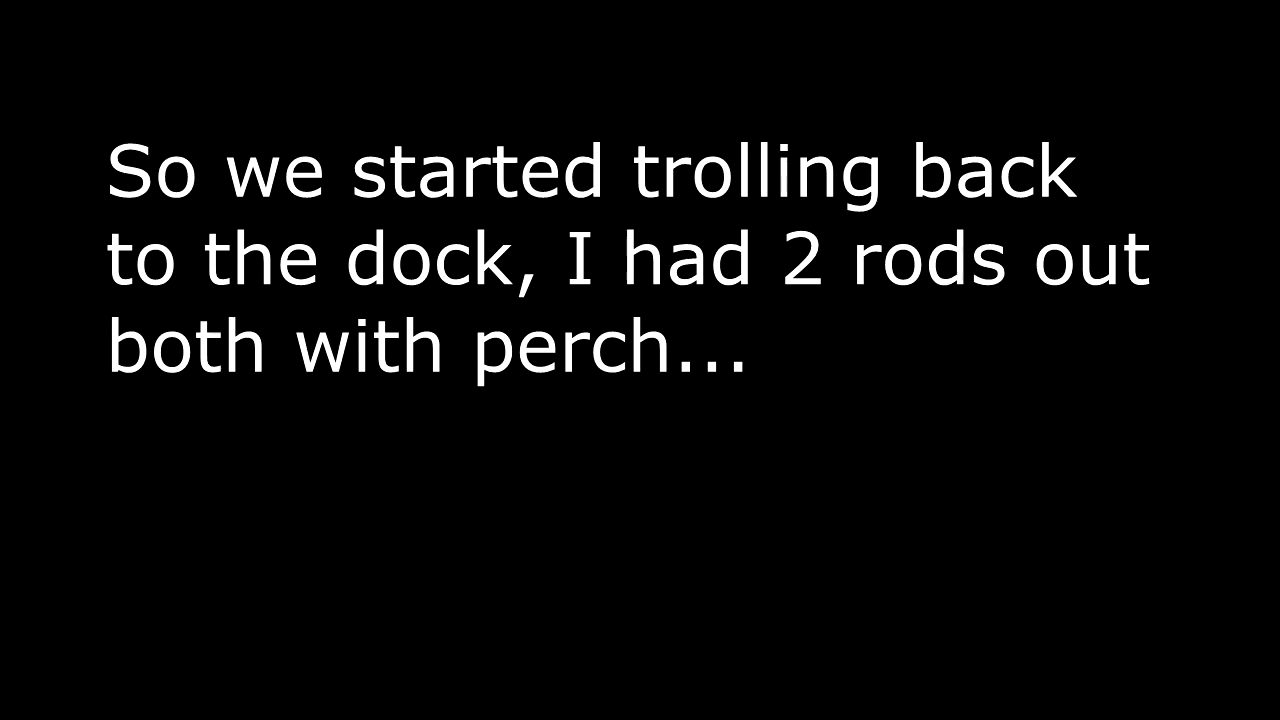 So we started trolling back
to the dock, I had 2 rods out
both with perch...